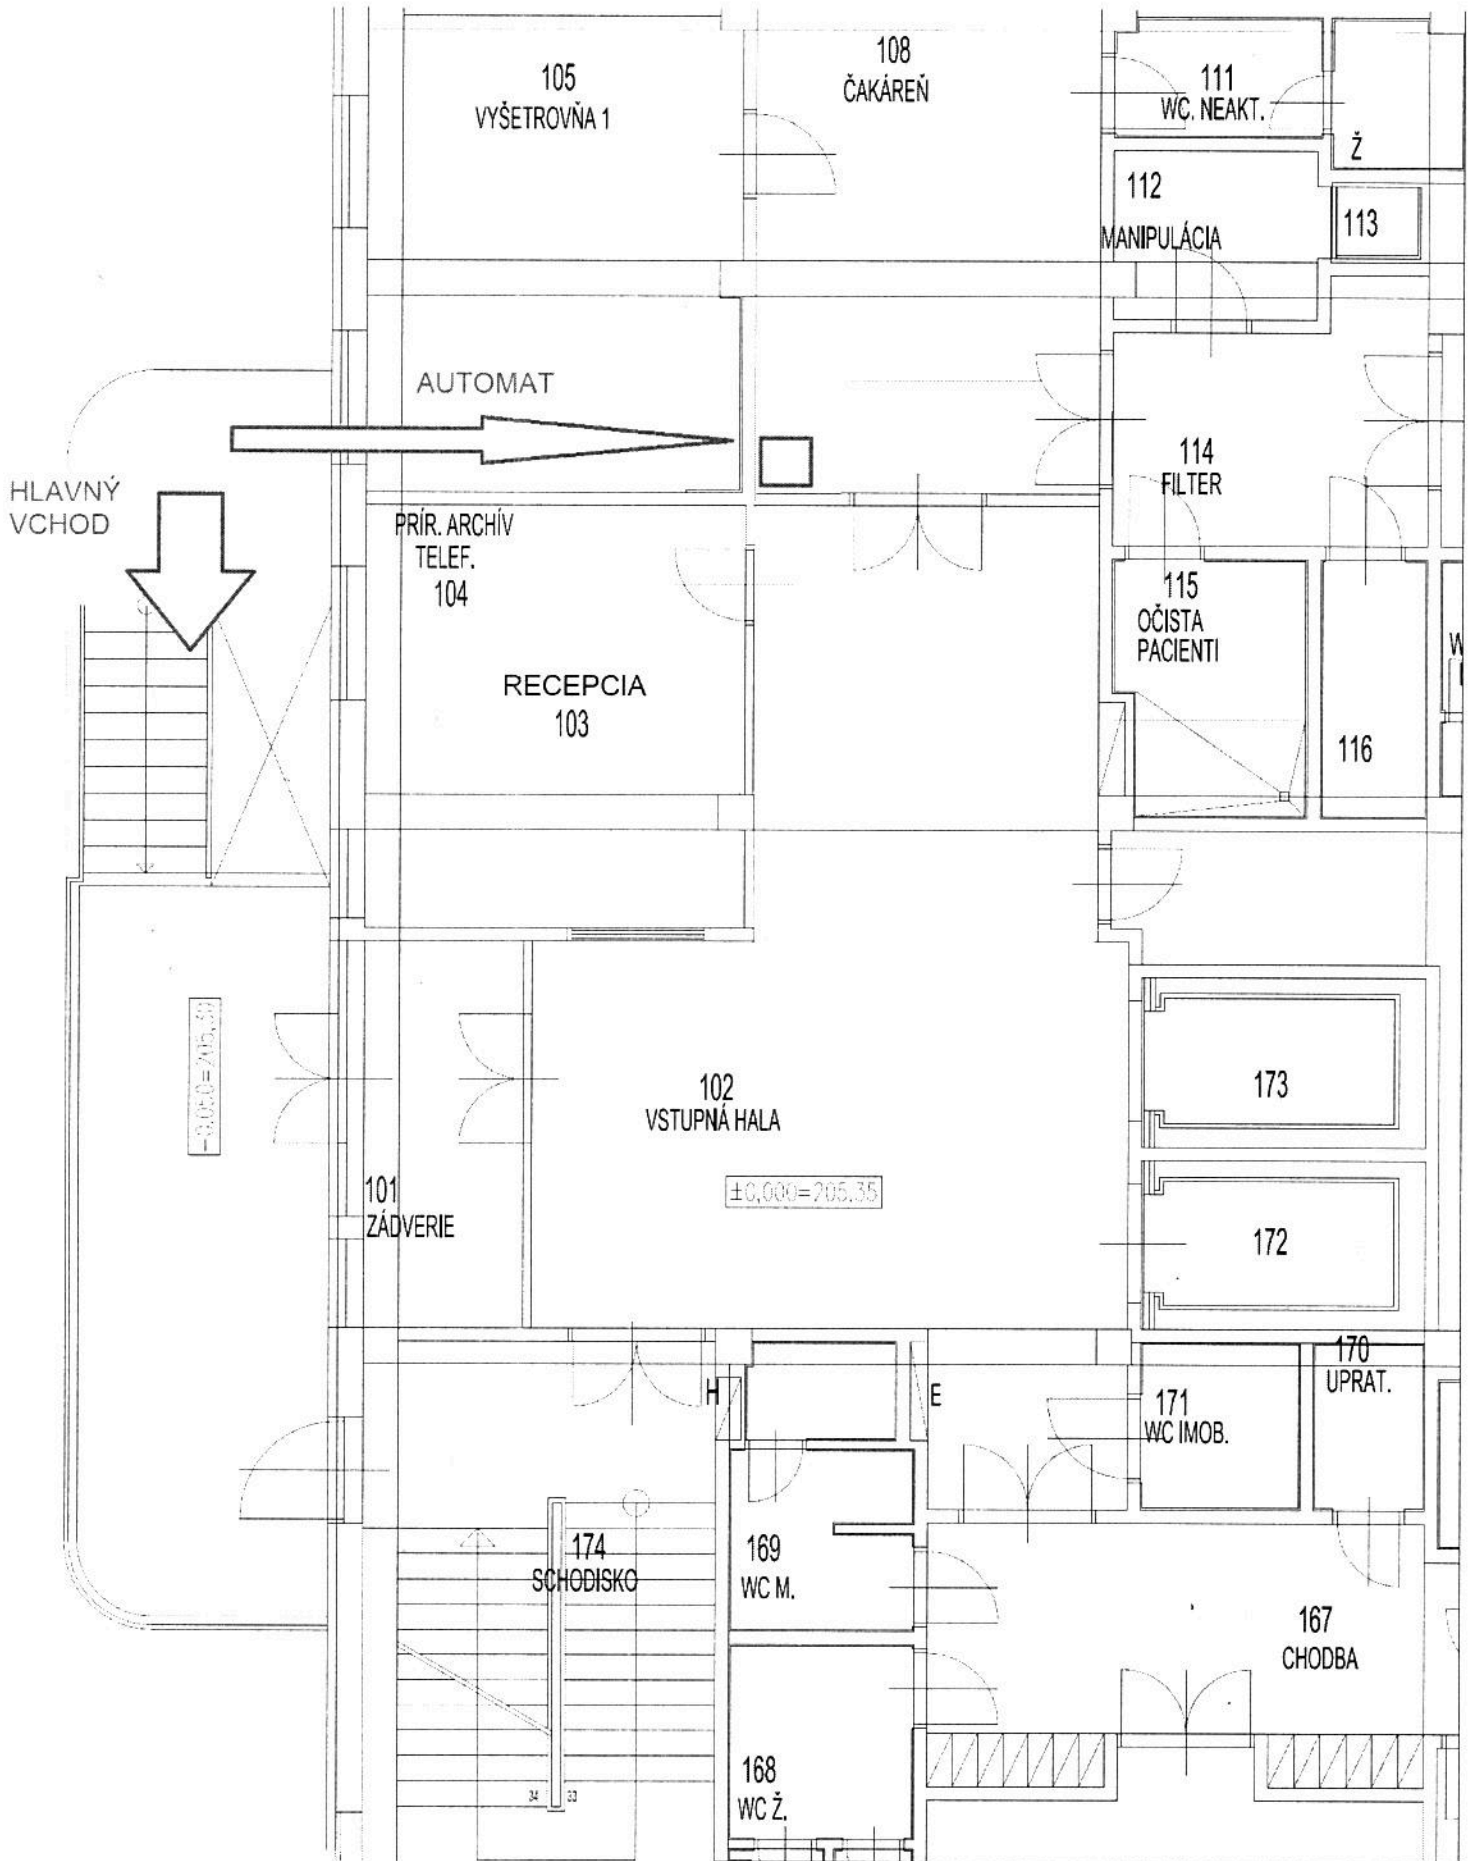 105
VYŠETROVŇA 1
108
ČAKÁREŇ
111
WC. NEAKT.
Ž
112
MANIPULÁCIA
113
AUTOMAT
HLAVNÝ
VCHOD
114
FILTER
PRÍR. ARCHÍV
TELEF.
104
115
OČISTA
PACIENTI
W
RECEPCIA
103
116
102
VSTUPNÁ HALA
±0,000=205.35
173
101
ZÁDVERIE
172
170
UPRAT.
H
E
171
WC IMOB.
174
SCHODISKO
169
WC M.
167
CHODBA
168
WC Ž.
34
33